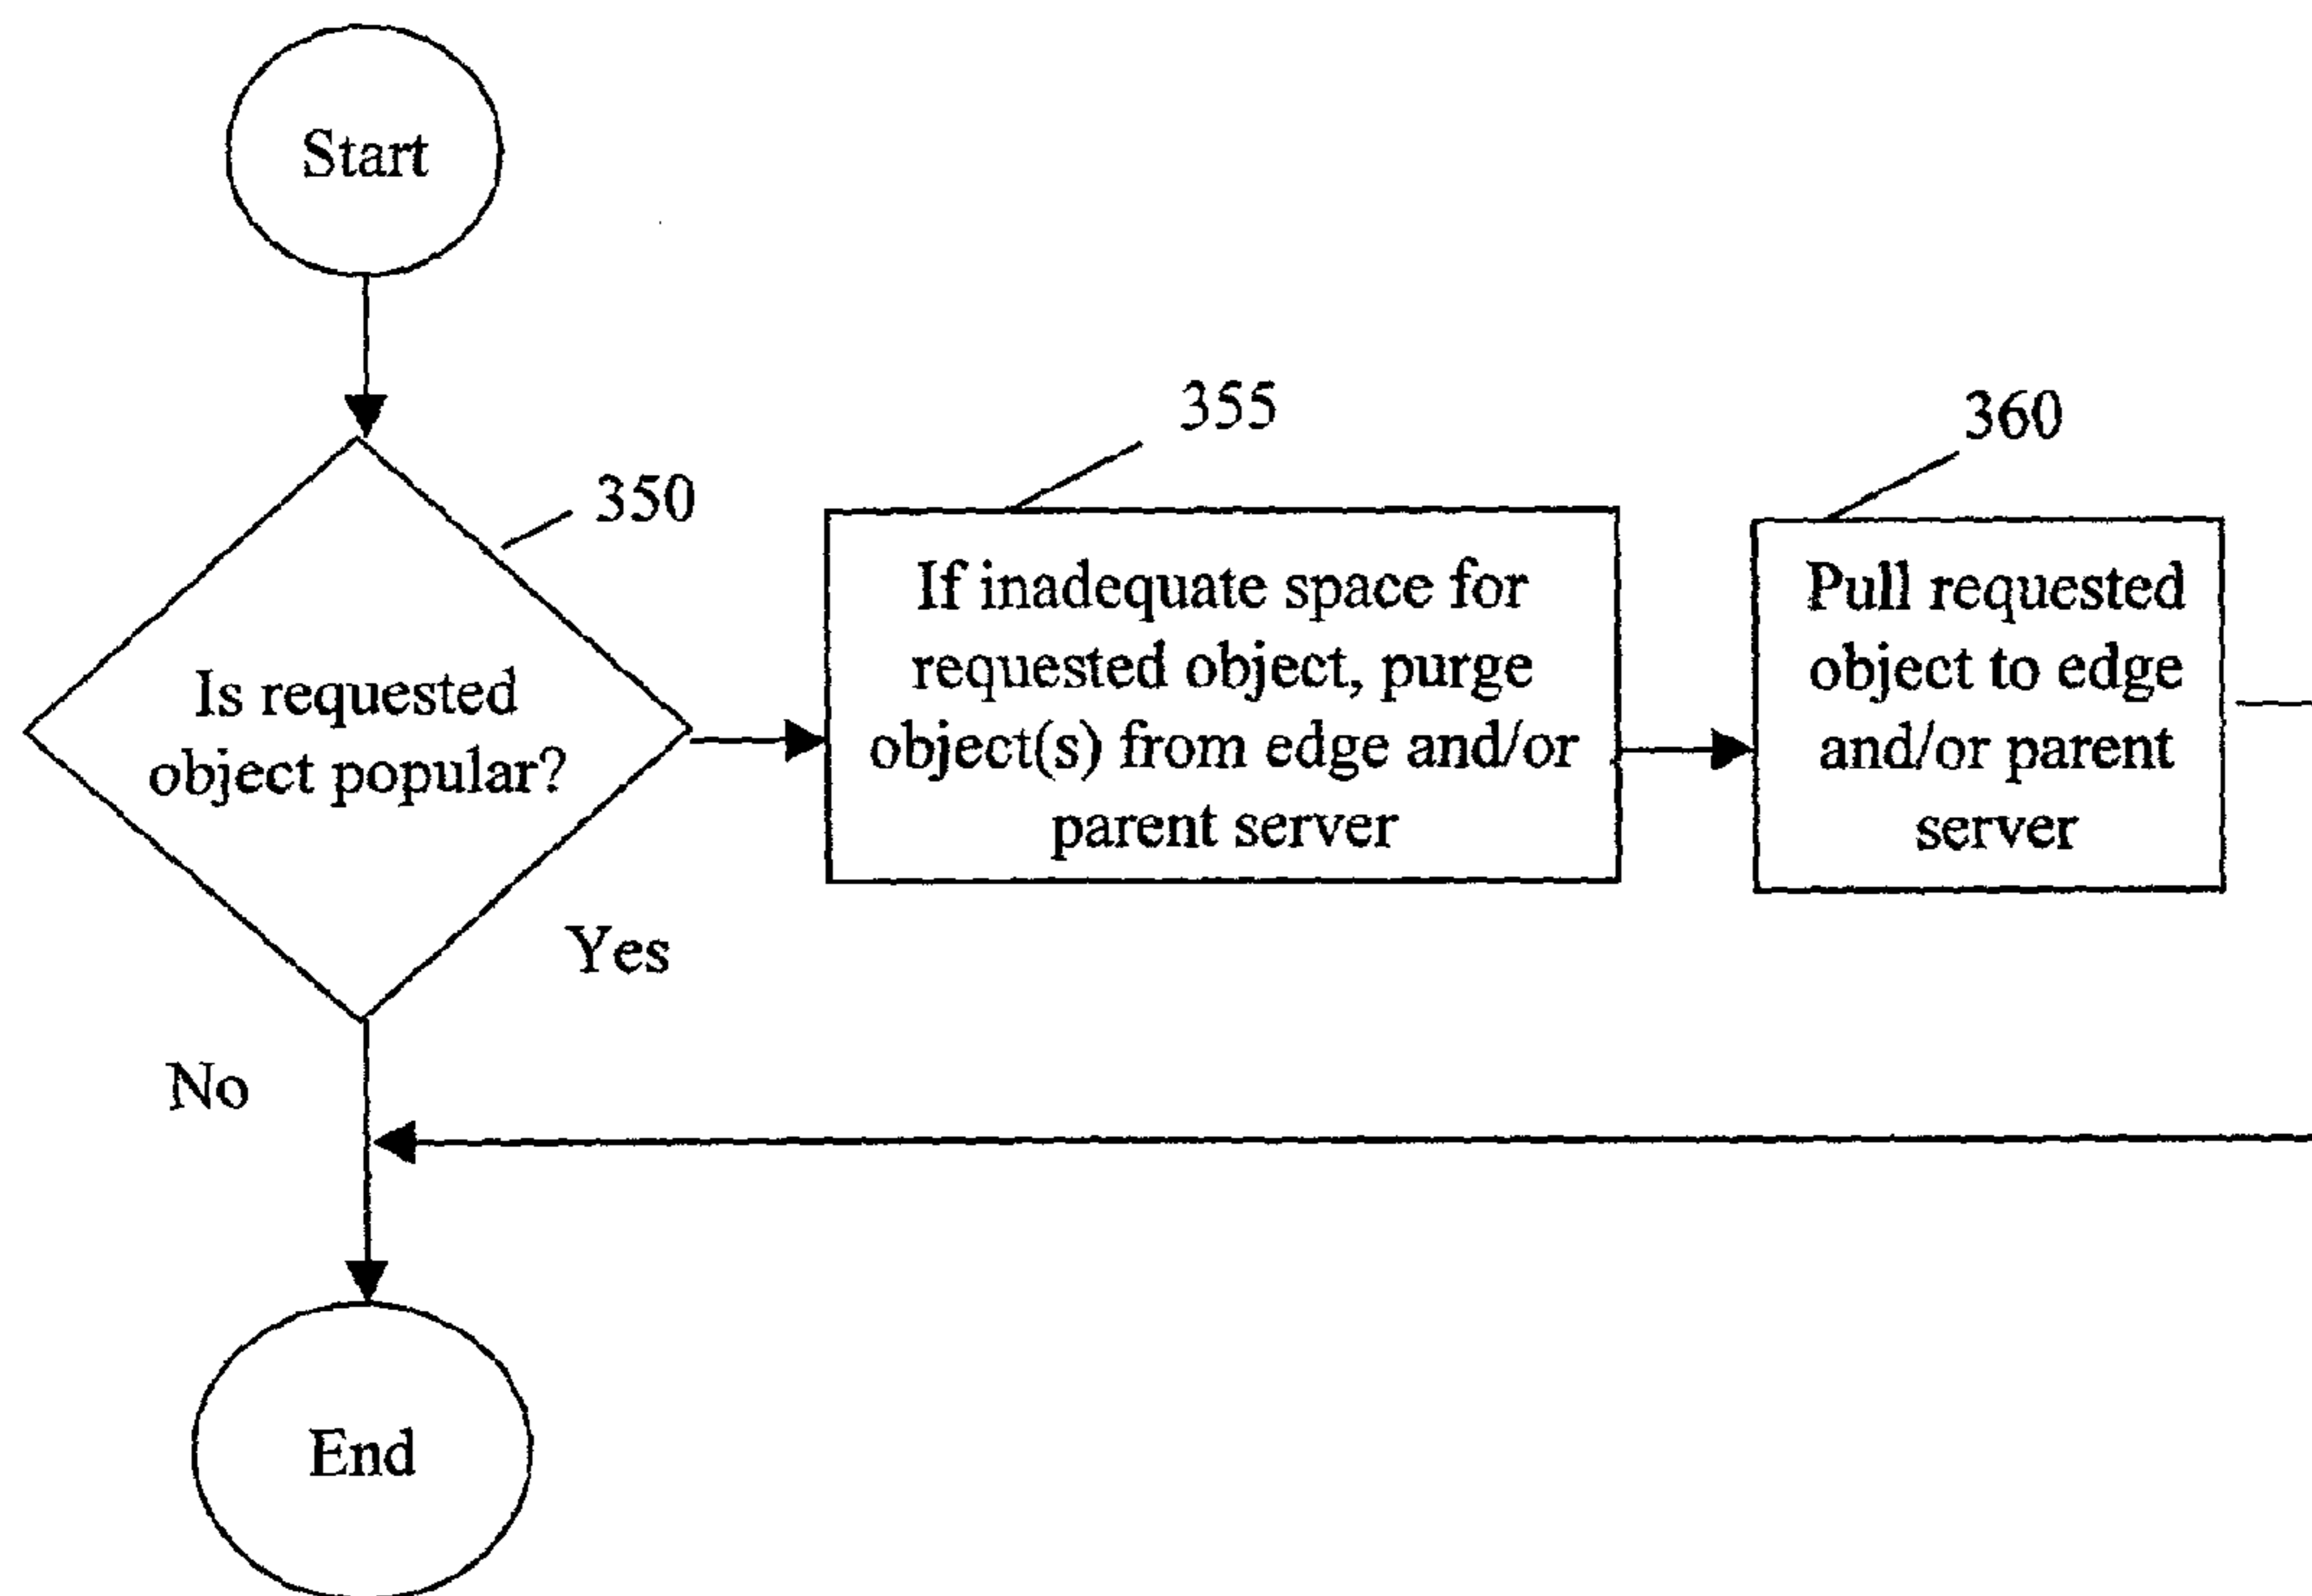 Start
350
Is requested
object popular?
355
If inadequate space for
requested object, purge
object(s) from edge and/or
parent server
360
Pull requested
object to edge
and/or parent
server
Yes
No
End